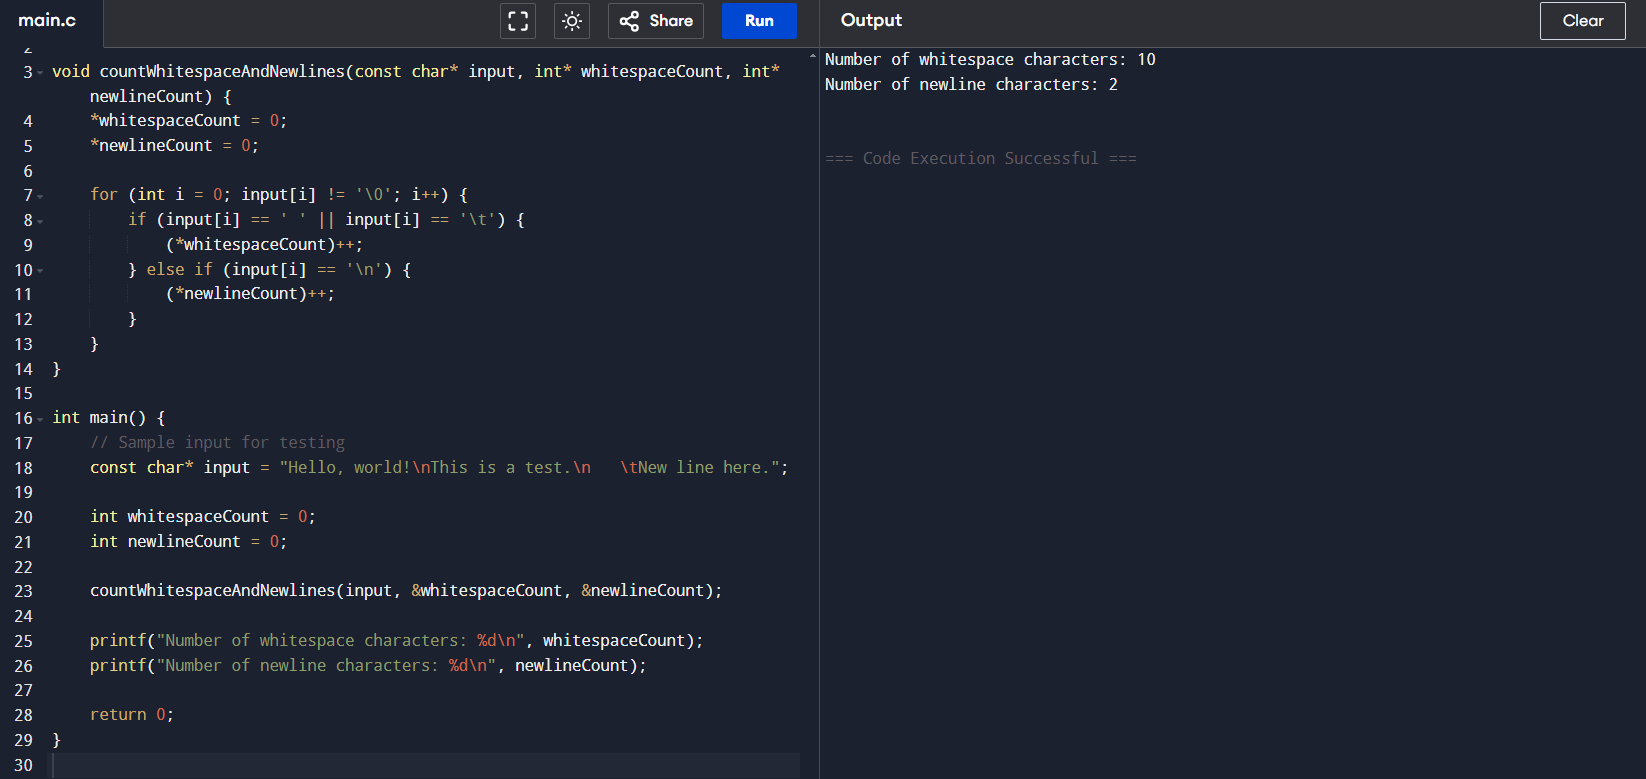 main.c
Share
Run
Output
Clear
2
3 void countWhitespaceAndNewlines(const char* input, int* whitespaceCount, int*
newlineCount) {
4 *whitespaceCount = 0;
5 *newlineCount = 0;
6
7 for (int i = 0; input[i] != '\0'; i++) {
8 if (input[i] == ' ' || input[i] == '\t') {
9 (*whitespaceCount)++;
10 } else if (input[i] == '\n') {
11 (*newlineCount)++;
12 }
13 }
14 }
15
16 int main() {
17 // Sample input for testing
18 const char* input = "Hello, world!\nThis is a test.\n   \tNew line here.";
19
20 int whitespaceCount = 0;
21 int newlineCount = 0;
22
23 countWhitespaceAndNewlines(input, &whitespaceCount, &newlineCount);
24
25 printf("Number of whitespace characters: %d\n", whitespaceCount);
26 printf("Number of newline characters: %d\n", newlineCount);
27
28 return 0;
29 }
30
Number of whitespace characters: 10
Number of newline characters: 2
=== Code Execution Successful ===